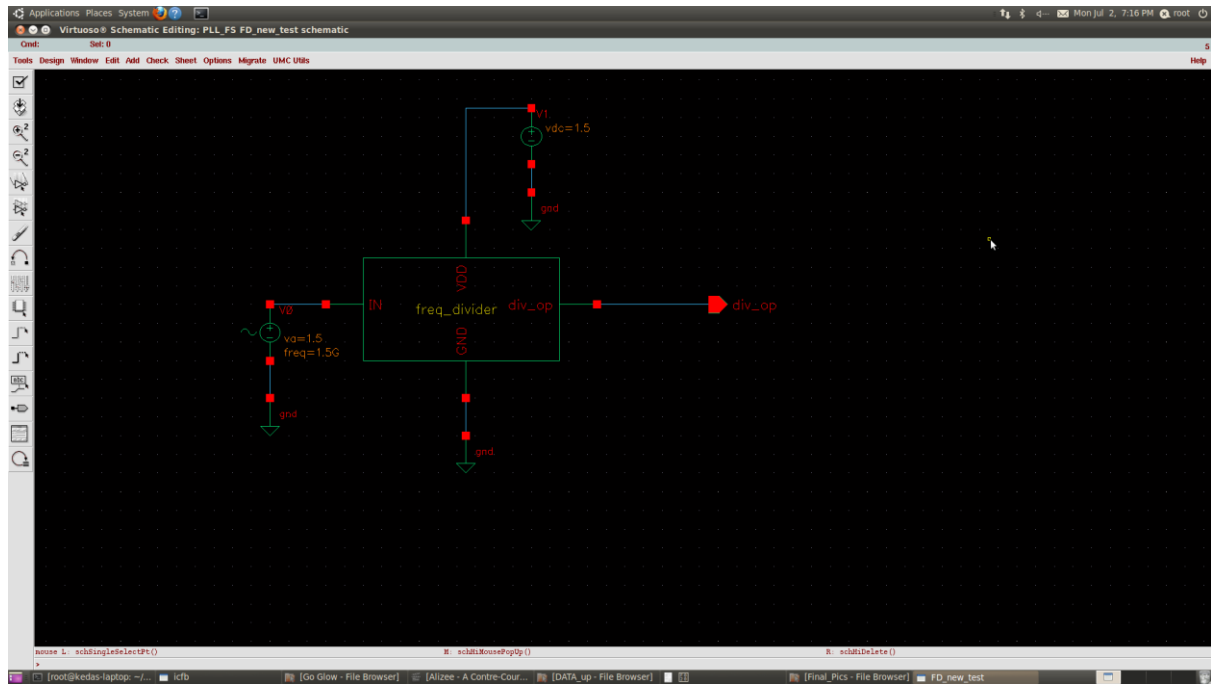 Applications Places System
Mon Jul 2, 7:16 PM root
Virtuoso® Schematic Editing: PLL_FS FD_new_test schematic
Cmd: Sel: 0
5
Tools Design Window Edit Add Check Sheet Options Migrate UMC Utils Help
V1
vdc=1.5
gnd
VDD
IN
freq_divider
div_op
div_op
GND
V0
va=1.5
freq=1.5G
gnd
gnd
mouse L: schSingleSelectPt() M: schHiMousePopUp() R: schHiDelete()
>
[root@kedas-laptop: ~/... icfb [Go Glow - File Browser] [Alizee - A Contre-Cour... [DATA_up - File Browser] [Final_Pics - File Browser] FD_new_test